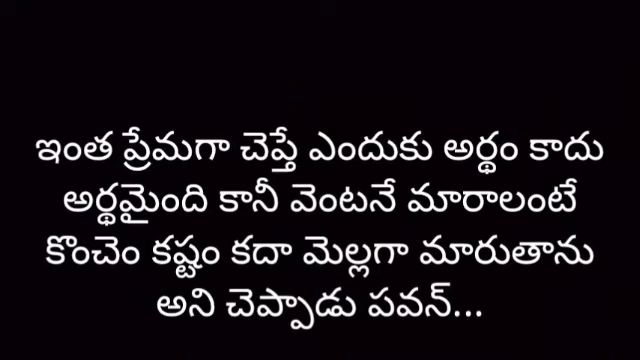 ఇంత ప్రేమగా చెప్తే ఎందుకు అర్థం కాదు
అర్థమైంది కానీ వెంటనే మారాలంటే
కొంచెం కష్టం కదా మెల్లగా మారుతాను
అని చెప్పాడు పవన్...